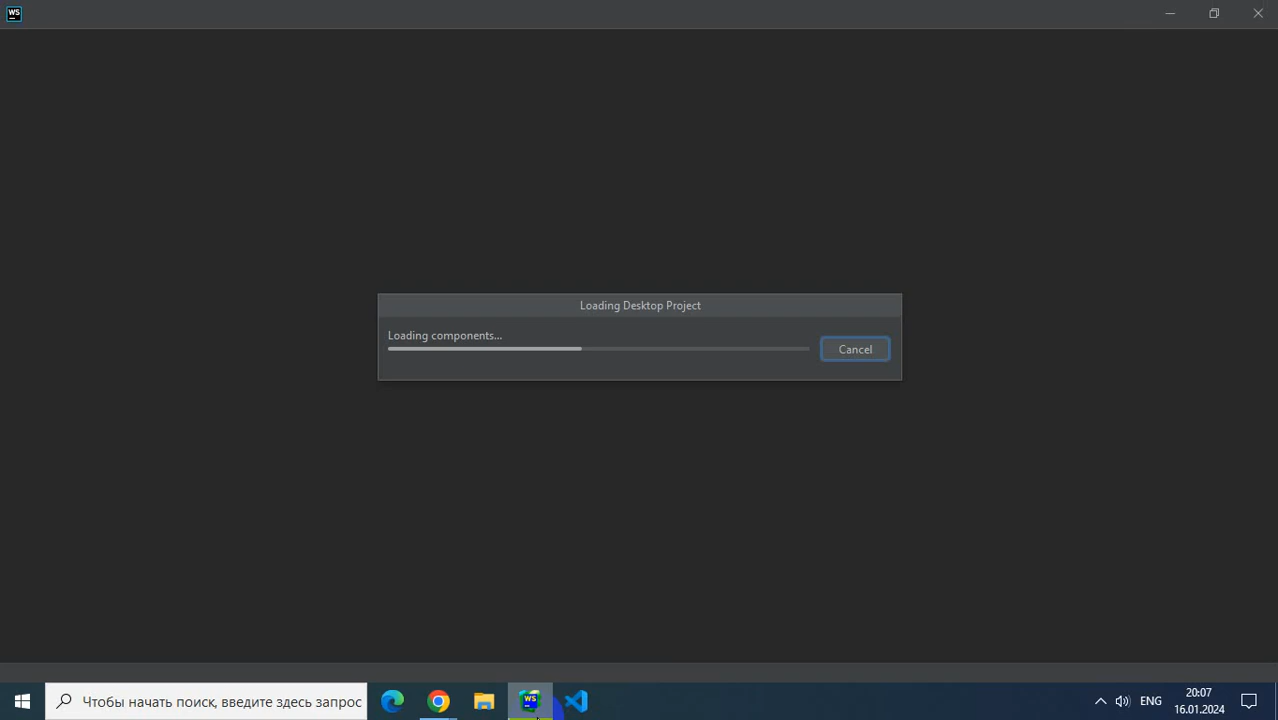 WS
Loading Desktop Project
Loading components...
Cancel
Чтобы начать поиск, введите здесь запрос
WS
ENG
20:07
16.01.2024